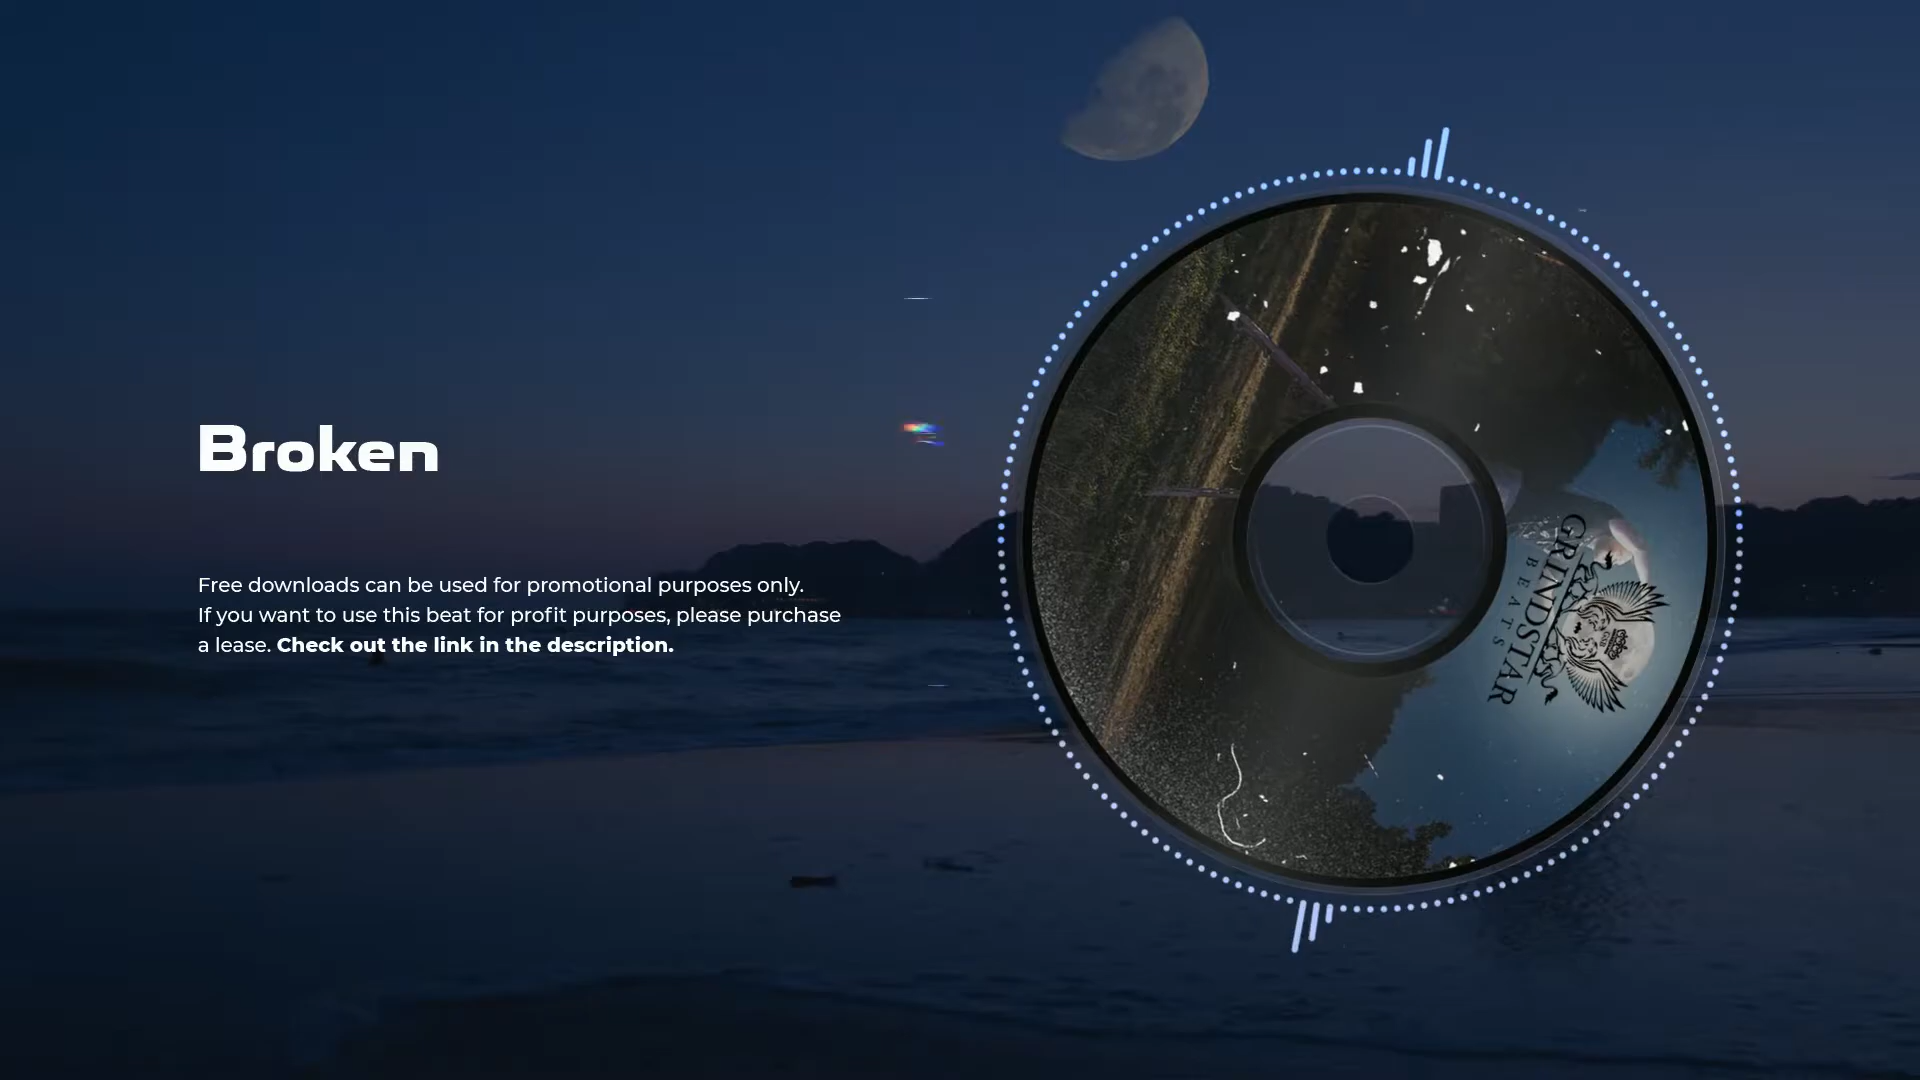 Broken
Free downloads can be used for promotional purposes only.
If you want to use this beat for profit purposes, please purchase
a lease. Check out the link in the description.
GRINDSTAR
BEATS